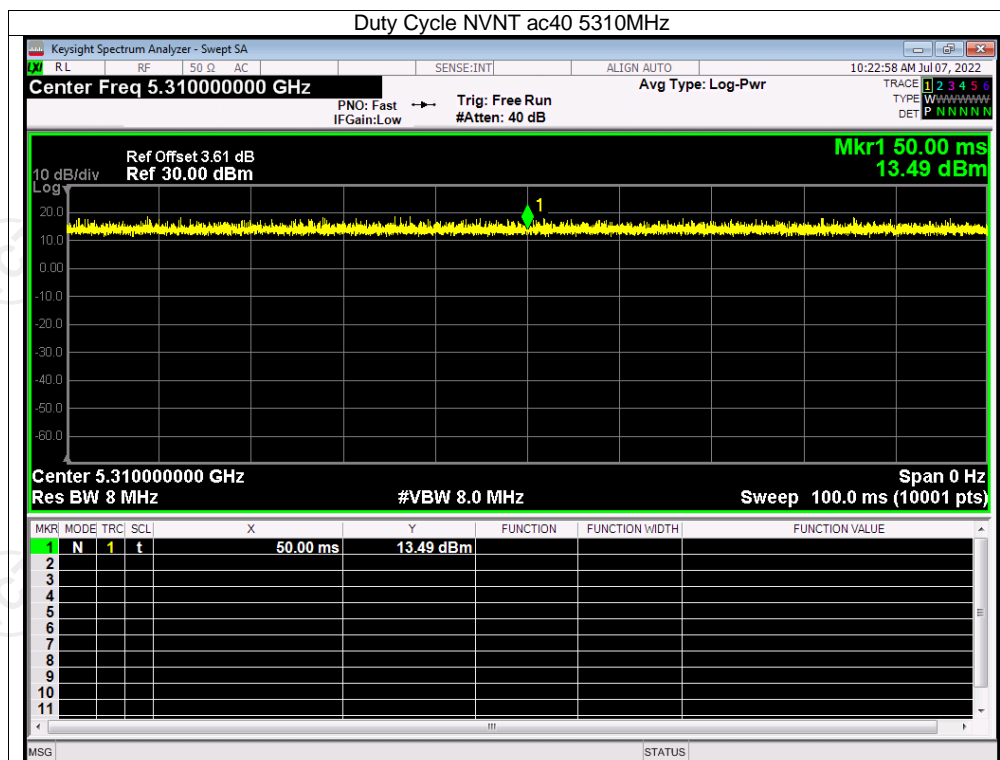 Duty Cycle NVNT ac40 5310MHz
Keysight Spectrum Analyzer - Swept SA
LXI RL RF 50 Ω AC SENSE:INT ALIGN AUTO 10:22:58 AM Jul 07, 2022
Center Freq 5.310000000 GHz
PNO: Fast
IFGain:Low
Trig: Free Run
#Atten: 40 dB
Avg Type: Log-Pwr
TRACE 1 2 3 4 5 6
TYPE WWWWWW
DET P N N N N N
Mkr1 50.00 ms
13.49 dBm
Ref Offset 3.61 dB
10 dB/div Ref 30.00 dBm
Log
1
20.0
10.0
0.00
-10.0
-20.0
-30.0
-40.0
-50.0
-60.0
Center 5.310000000 GHz Span 0 Hz
Res BW 8 MHz #VBW 8.0 MHz Sweep 100.0 ms (10001 pts)
MKR MODE TRC SCL X Y FUNCTION FUNCTION WIDTH FUNCTION VALUE
1 N 1 t 50.00 ms 13.49 dBm
2
3
4
5
6
7
8
9
10
11
MSG STATUS